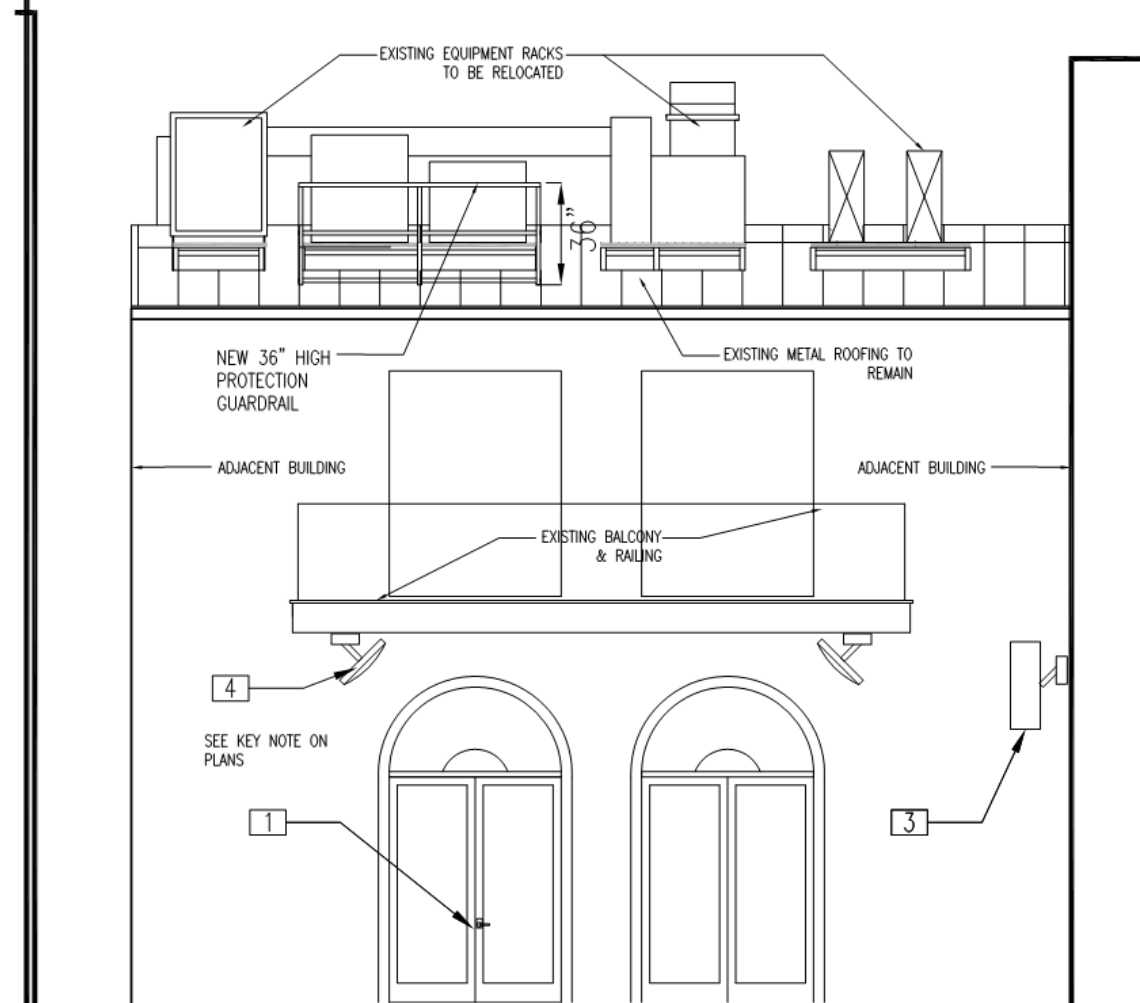 EXISTING EQUIPMENT RACKS
TO BE RELOCATED
36"
NEW 36" HIGH
PROTECTION
GUARDRAIL
EXISTING METAL ROOFING TO
REMAIN
ADJACENT BUILDING
ADJACENT BUILDING
EXISTING BALCONY
& RAILING
4
SEE KEY NOTE ON
PLANS
1
3